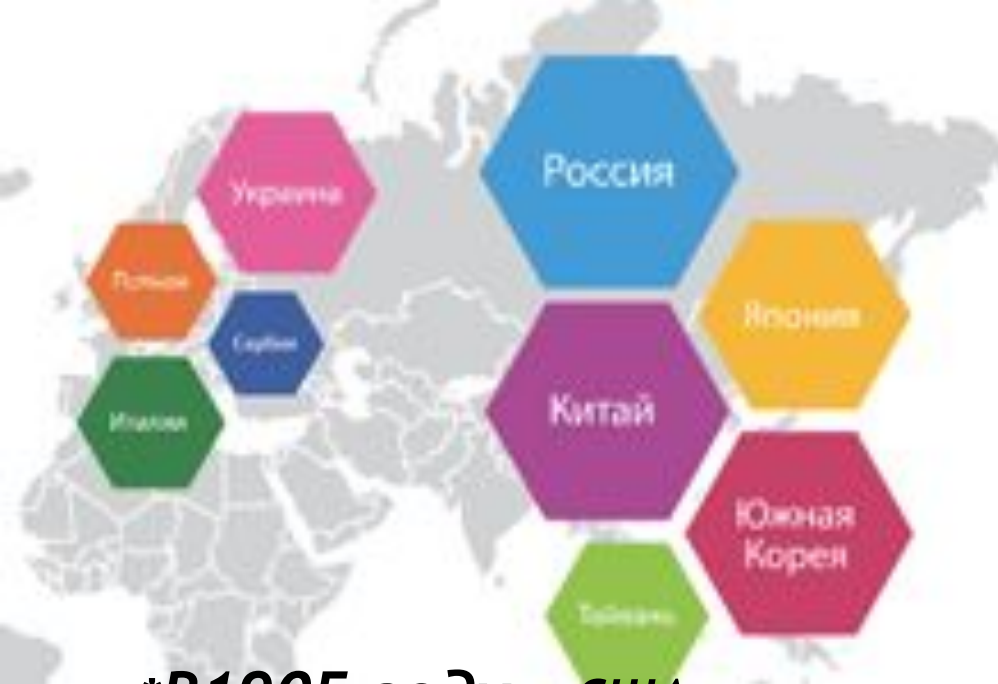 Россия
Украина
Япония
Польша
Сербия
Китай
Италия
Южная
Корея
Тайвань